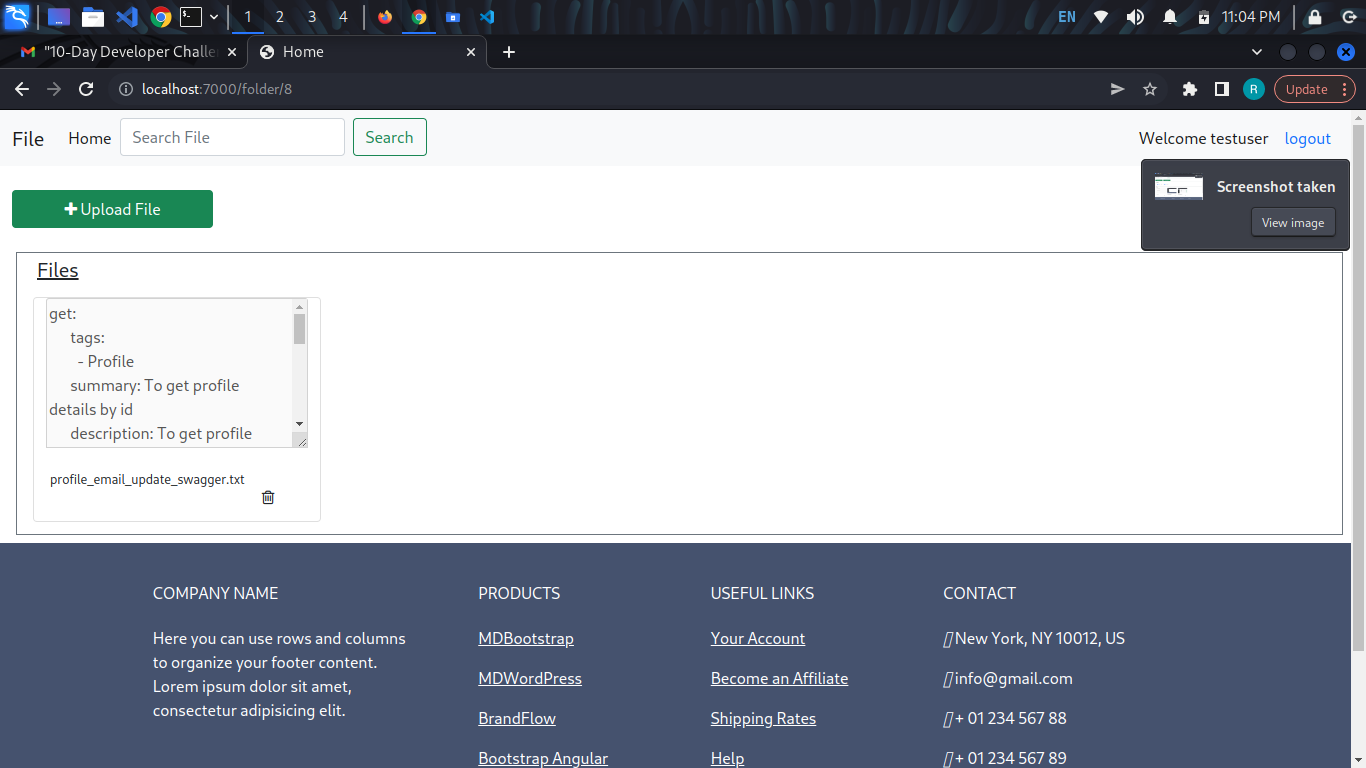 1 2 3 4 EN 11:04 PM
"10-Day Developer Challe
Home
localhost:7000/folder/8
R
Update
File Home Search File Search Welcome testuser logout
Upload File
Screenshot taken
View image
Files
get:
tags:
- Profile
summary: To get profile
details by id
description: To get profile
profile_email_update_swagger.txt
COMPANY NAME
Here you can use rows and columns
to organize your footer content.
Lorem ipsum dolor sit amet,
consectetur adipisicing elit.
PRODUCTS
MDBootstrap
MDWordPress
BrandFlow
Bootstrap Angular
USEFUL LINKS
Your Account
Become an Affiliate
Shipping Rates
Help
CONTACT
New York, NY 10012, US
info@gmail.com
+ 01 234 567 88
+ 01 234 567 89